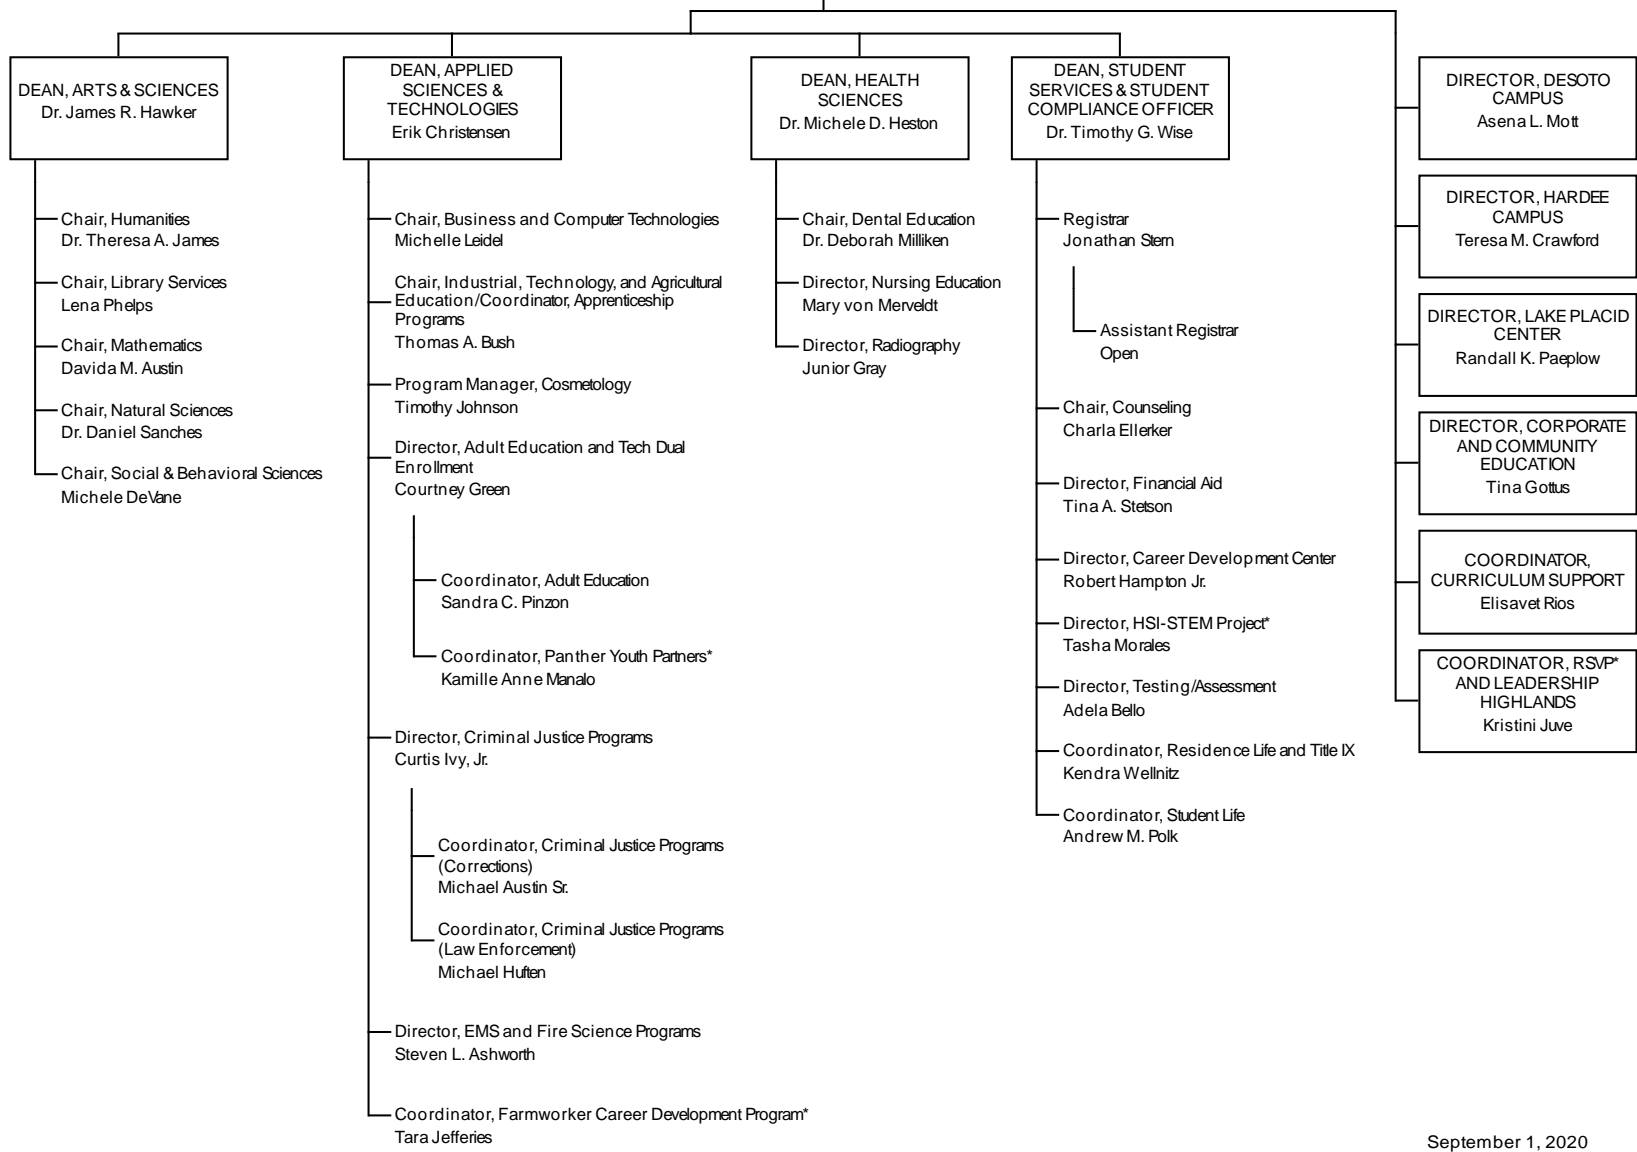 DEAN, ARTS & SCIENCES
Dr. James R. Hawker
Chair, Humanities
Dr. Theresa A. James
Chair, Library Services
Lena Phelps
Chair, Mathematics
Davida M. Austin
Chair, Natural Sciences
Dr. Daniel Sanches
Chair, Social & Behavioral Sciences
Michele DeVane
DEAN, APPLIED
SCIENCES &
TECHNOLOGIES
Erik Christensen
Chair, Business and Computer Technologies
Michelle Leidel
Chair, Industrial, Technology, and Agricultural
Education/Coordinator, Apprenticeship
Programs
Thomas A. Bush
Program Manager, Cosmetology
Timothy Johnson
Director, Adult Education and Tech Dual
Enrollment
Courtney Green
Coordinator, Adult Education
Sandra C. Pinzon
Coordinator, Panther Youth Partners*
Kamille Anne Manalo
Director, Criminal Justice Programs
Curtis Ivy, Jr.
Coordinator, Criminal Justice Programs
(Corrections)
Michael Austin Sr.
Coordinator, Criminal Justice Programs
(Law Enforcement)
Michael Huften
Director, EMS and Fire Science Programs
Steven L. Ashworth
Coordinator, Farmworker Career Development Program*
Tara Jefferies
DEAN, HEALTH
SCIENCES
Dr. Michele D. Heston
Chair, Dental Education
Dr. Deborah Milliken
Director, Nursing Education
Mary von Merveldt
Director, Radiography
Junior Gray
DEAN, STUDENT
SERVICES & STUDENT
COMPLIANCE OFFICER
Dr. Timothy G. Wise
Registrar
Jonathan Stern
Assistant Registrar
Open
Chair, Counseling
Charla Ellerker
Director, Financial Aid
Tina A. Stetson
Director, Career Development Center
Robert Hampton Jr.
Director, HSI-STEM Project*
Tasha Morales
Director, Testing/Assessment
Adela Bello
Coordinator, Residence Life and Title IX
Kendra Wellnitz
Coordinator, Student Life
Andrew M. Polk
DIRECTOR, DESOTO
CAMPUS
Asena L. Mott
DIRECTOR, HARDEE
CAMPUS
Teresa M. Crawford
DIRECTOR, LAKE PLACID
CENTER
Randall K. Paeplow
DIRECTOR, CORPORATE
AND COMMUNITY
EDUCATION
Tina Gottus
COORDINATOR,
CURRICULUM SUPPORT
Elisavet Rios
COORDINATOR, RSVP*
AND LEADERSHIP
HIGHLANDS
Kristini Juve
September 1, 2020